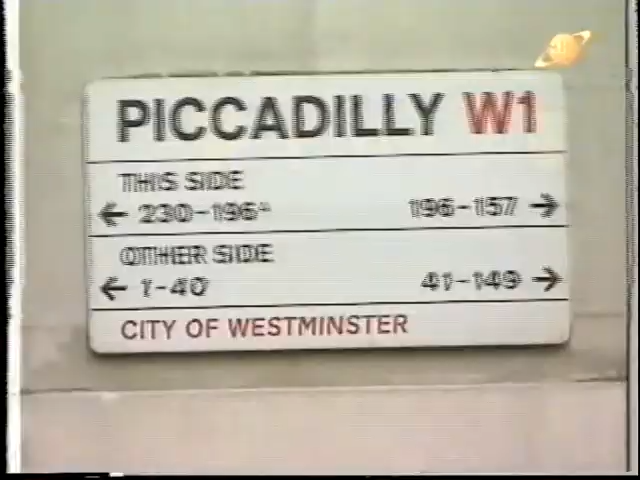 PICCADILLY W1
THIS SIDE
← 230-196ᴬ 196-157 →
OTHER SIDE
← 1-40 41-149 →
CITY OF WESTMINSTER